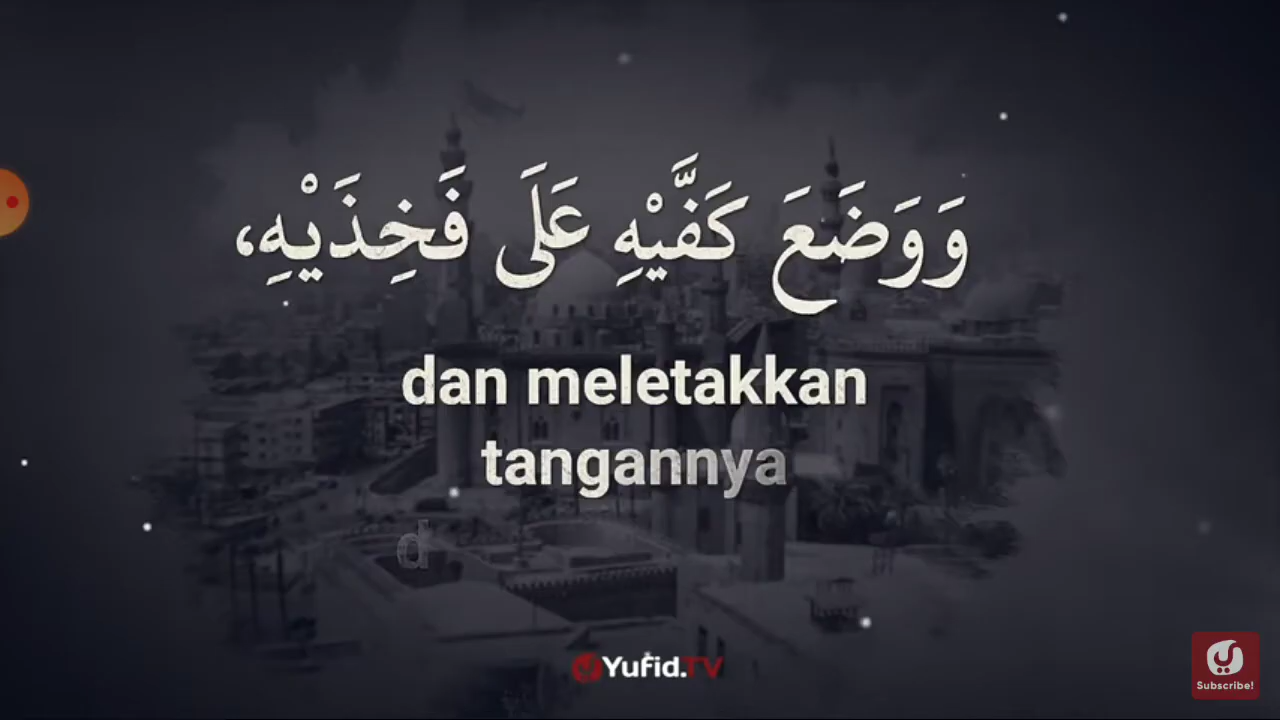 وَوَضَعَ كَفَّيْهِ عَلَى فَخِذَيْهِ،
dan meletakkan
tangannya
d
Yufid.TV
Subscribe!